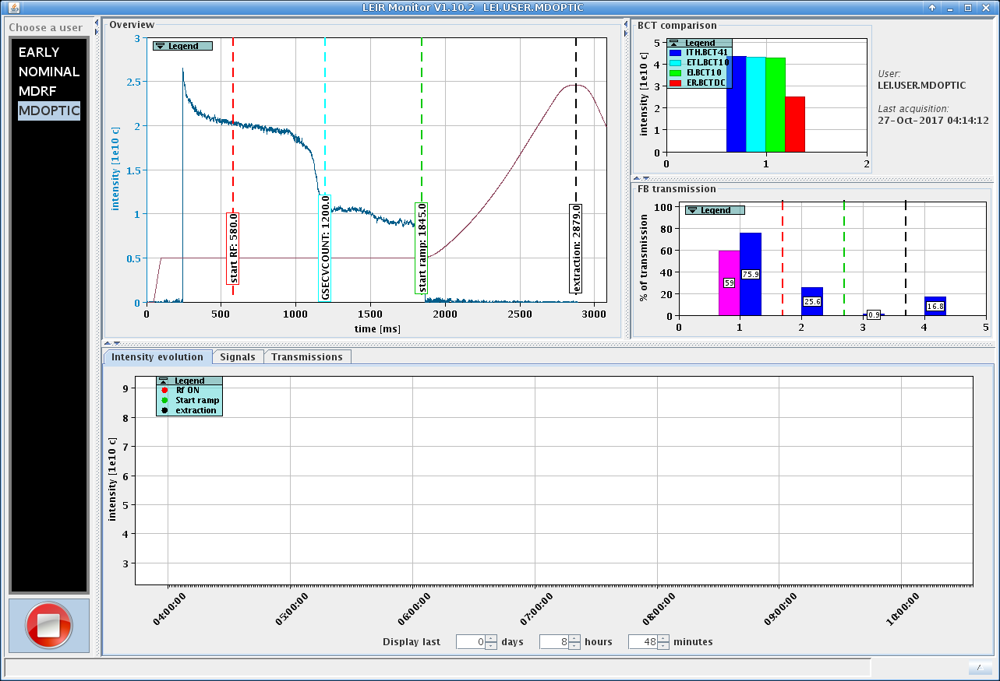 LEIR Monitor V1.10.2 LEI.USER.MDOPTIC
Choose a user
EARLY
NOMINAL
MDRF
MDOPTIC
Overview
Legend
intensity [1e10 c]
3
2.5
2
1.5
1
0.5
0
start RF: 580.0
GSECVCOUNT: 1200.0
start ramp: 1845.0
extraction: 2879.0
0 500 1000 1500 2000 2500 3000
time [ms]
BCT comparison
Legend
ITH.BCT41
ETL.BCT10
EI.BCT10
ER.BCTDC
intensity [1e10 c]
5
4
3
2
1
0
0 1 2
User:
LEI.USER.MDOPTIC
Last acquisition:
27-Oct-2017 04:14:12
FB transmission
Legend
% of transmission
100
80
60
40
20
0
59
75.9
25.6
0.9
16.8
0 1 2 3 4 5
Intensity evolution Signals Transmissions
Legend
Rf ON
Start ramp
extraction
intensity [1e10 c]
9
8
7
6
5
4
3
04:00:00 05:00:00 06:00:00 07:00:00 08:00:00 09:00:00 10:00:00
Display last 0 days 8 hours 48 minutes